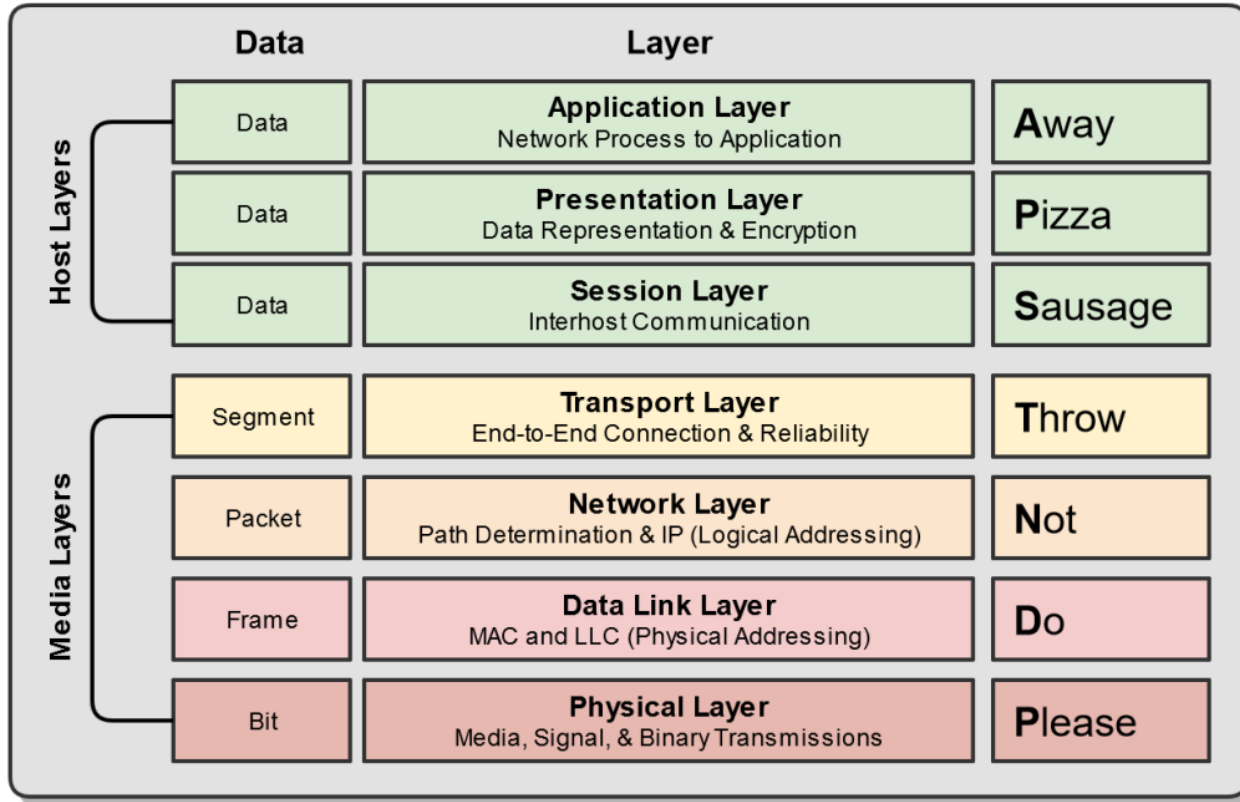 Data Layer
Host Layers
Data
Application Layer
Network Process to Application
Away
Data
Presentation Layer
Data Representation & Encryption
Pizza
Data
Session Layer
Interhost Communication
Sausage
Media Layers
Segment
Transport Layer
End-to-End Connection & Reliability
Throw
Packet
Network Layer
Path Determination & IP (Logical Addressing)
Not
Frame
Data Link Layer
MAC and LLC (Physical Addressing)
Do
Bit
Physical Layer
Media, Signal, & Binary Transmissions
Please